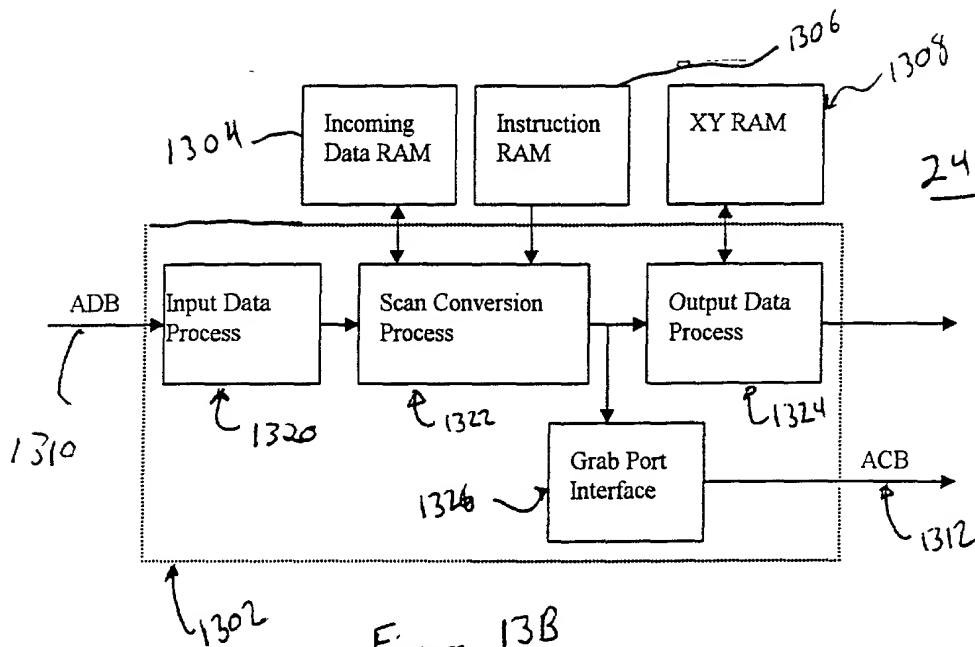 1306
1308
1304
Incoming
Data RAM
Instruction
RAM
XY RAM
24
ADB
Input Data
Process
Scan Conversion
Process
Output Data
Process
1310
1320
1322
1324
Grab Port
Interface
1326
ACB
1312
1302
13B